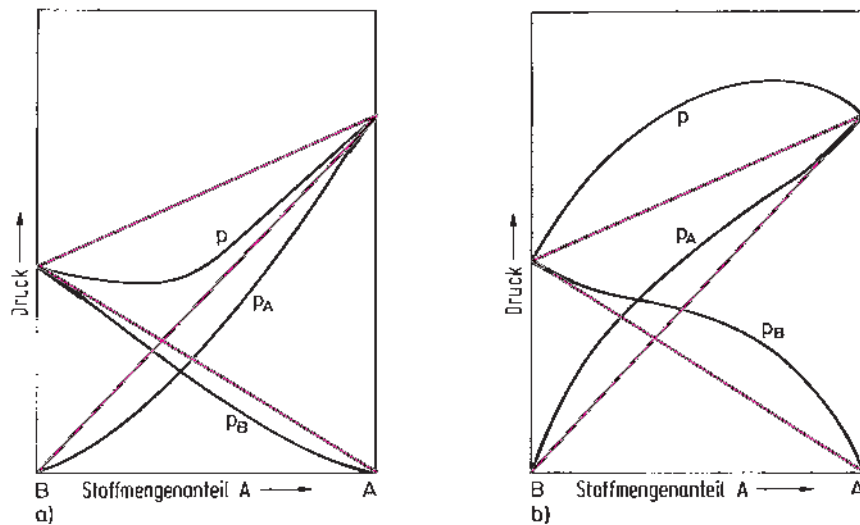 Druck
p
pA
pB
B Stoffmengenanteil A A
a)
Druck
p
pA
pB
B Stoffmengenanteil A A
b)